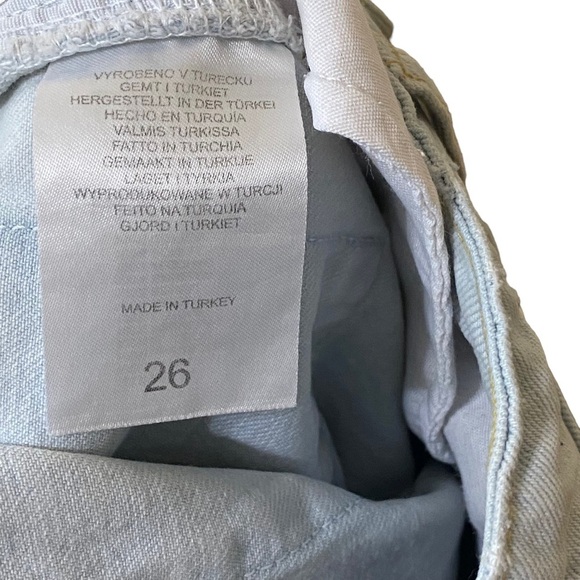 VYROBENO V TURECKU
GEMT I TURKIET
HERGESTELLT IN DER TÜRKEI
HECHO EN TURQUÍA
VALMIS TURKISSA
FATTO IN TURCHIA
GEMAAKT IN TURKIJE
LAGET I TYRKIA
WYPRODUKOWANE W TURCJI
FEITO NA TURQUIA
GJORD I TURKIET
MADE IN TURKEY
26